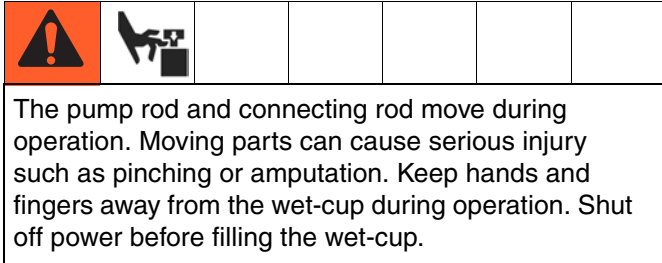 The pump rod and connecting rod move during
operation. Moving parts can cause serious injury
such as pinching or amputation. Keep hands and
fingers away from the wet-cup during operation. Shut
off power before filling the wet-cup.